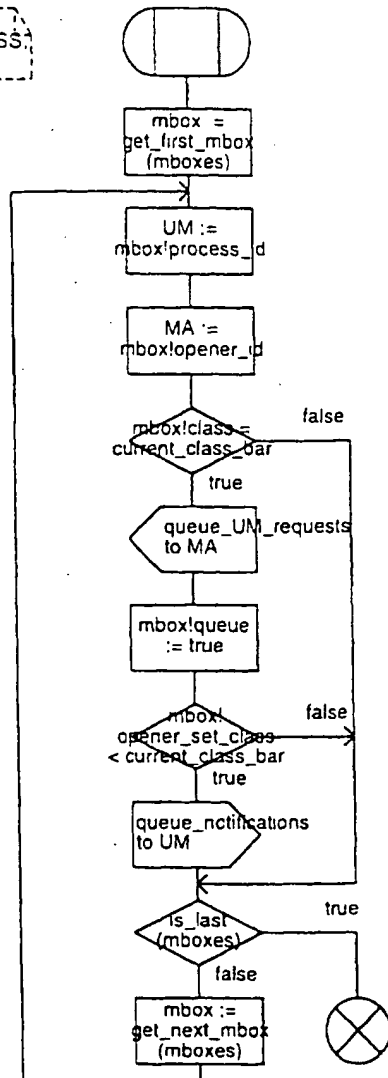 mbox =
get_first_mbox
(mboxes)
UM :=
mbox!process_id
MA :=
mbox!opener_id
mbox!class =
current_class_bar
false
true
queue_UM_requests
to MA
mbox!queue
:= true
mbox!
opener_set_class
< current_class_bar
false
true
queue_notifications
to UM
is_last
(mboxes)
true
false
mbox :=
get_next_mbox
(mboxes)